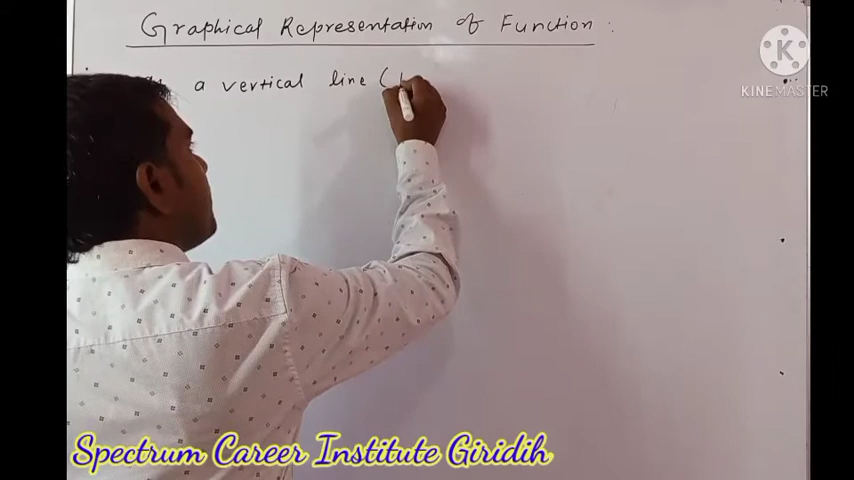 Graphical Representation of Function :
a vertical line (
KINEMASTER
Spectrum Career Institute Giridih